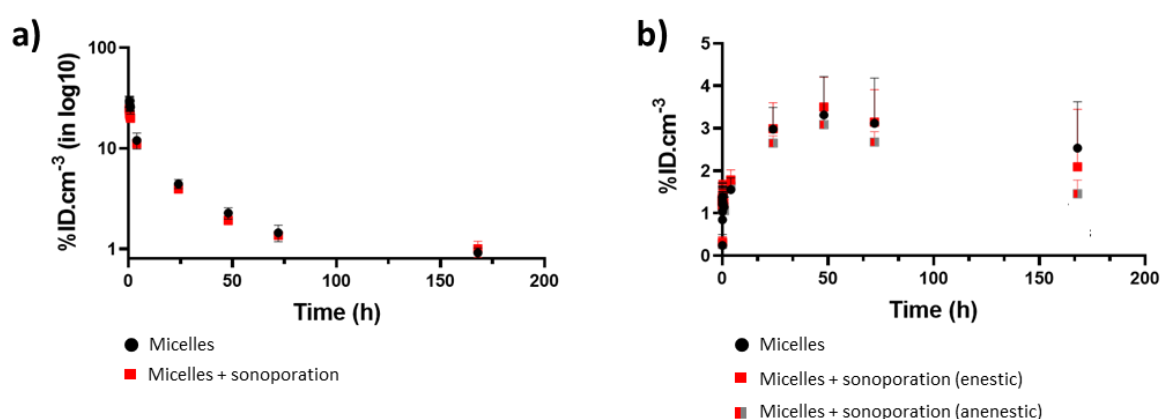 a)
%ID.cm-3 (in log10)
100
10
1
0
50
100
150
200
Time (h)
Micelles
Micelles + sonoporation
b)
%ID.cm-3
5
4
3
2
1
0
0
50
100
150
200
Time (h)
Micelles
Micelles + sonoporation (enestic)
Micelles + sonoporation (anenestic)